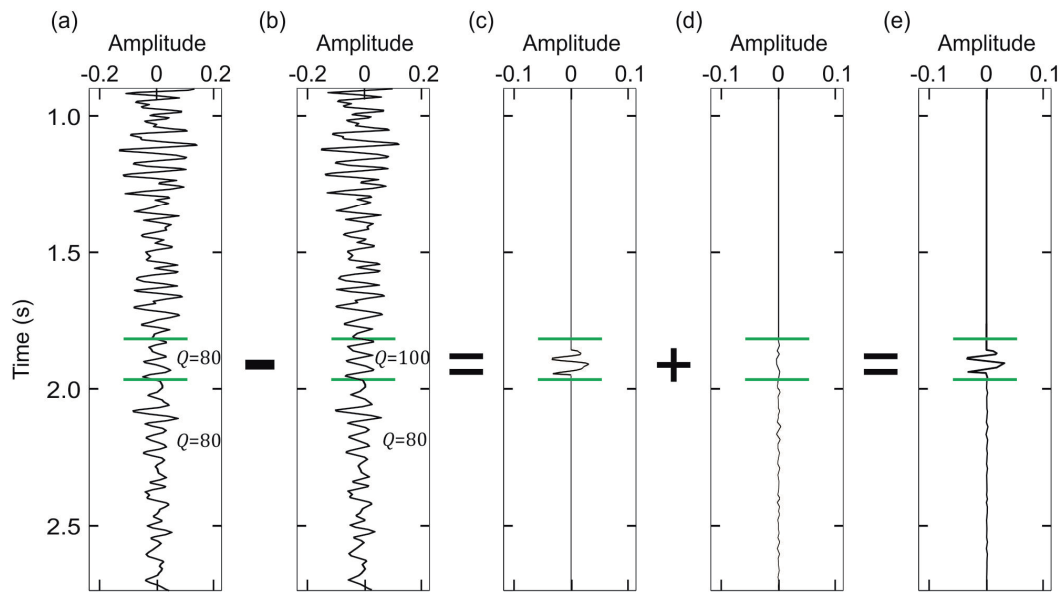 (a) (b) (c) (d) (e)
Amplitude Amplitude Amplitude Amplitude Amplitude
-0.2 0 0.2 -0.2 0 0.2 -0.1 0 0.1 -0.1 0 0.1 -0.1 0 0.1
1.0
1.5
Time (s)
Q=80 Q=100
2.0
Q=80 Q=80
2.5